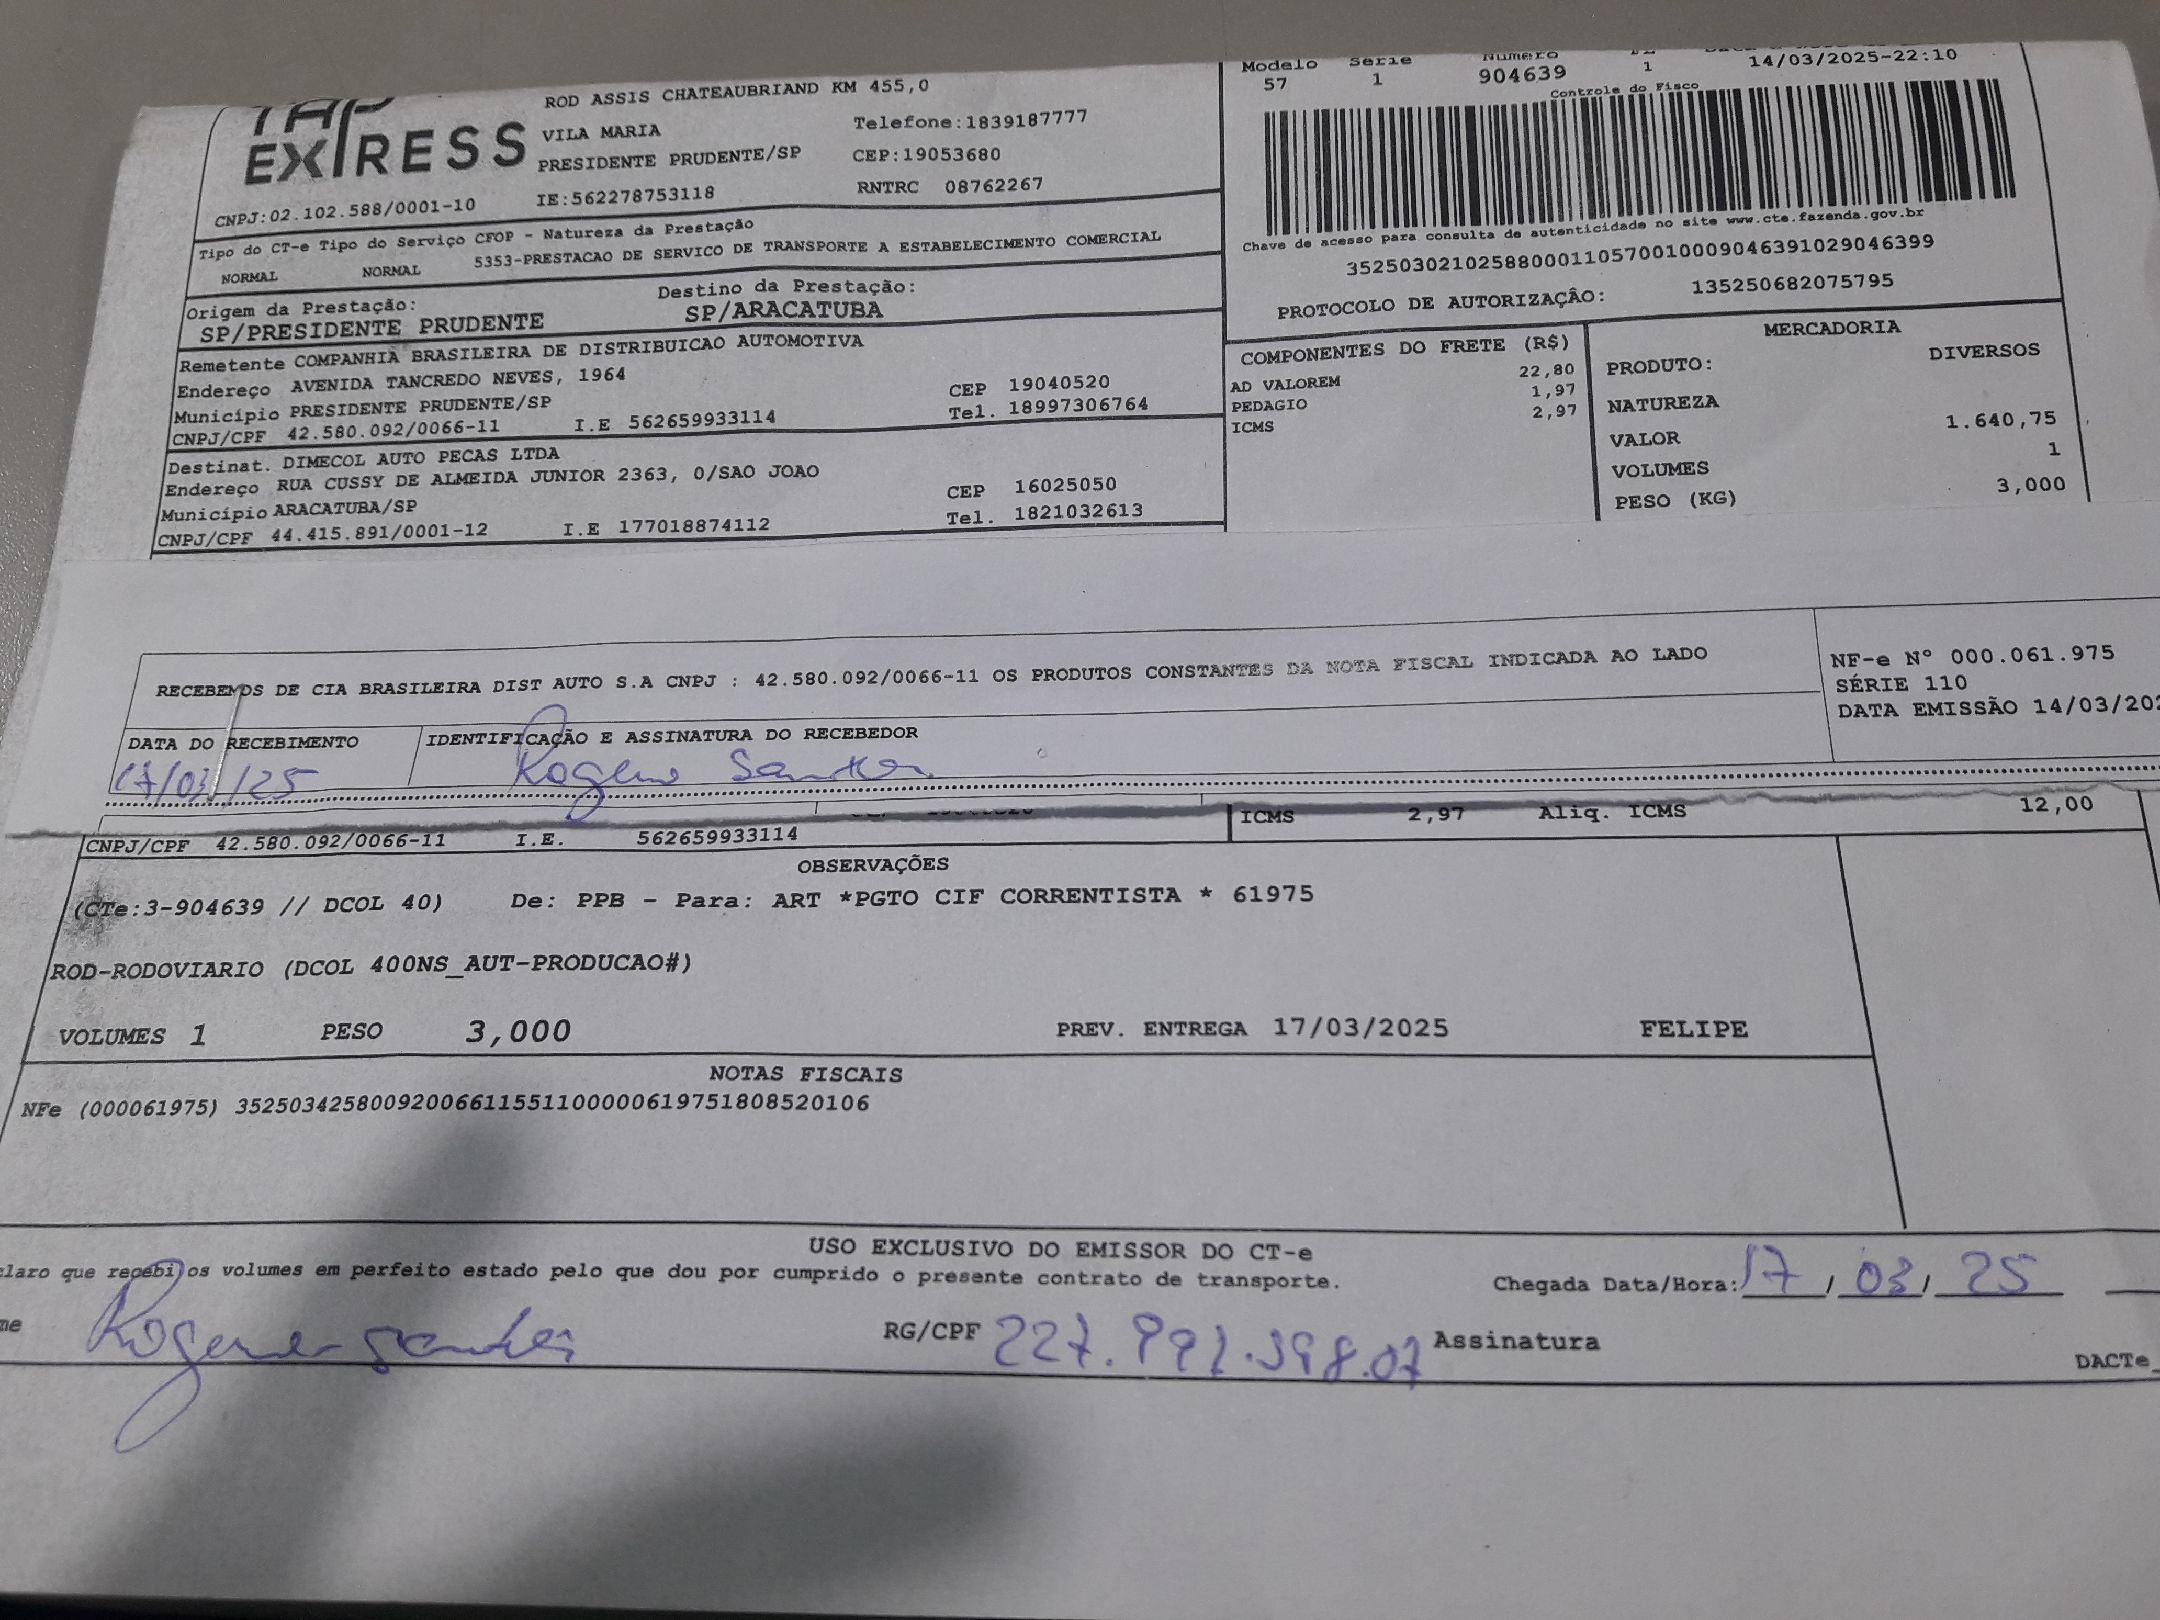 EXPRESS
ROD ASSIS CHATEAUBRIAND KM 455,0
VILA MARIA Telefone:1839187777
PRESIDENTE PRUDENTE/SP CEP:19053680
CNPJ:02.102.588/0001-10 IE:562278753118 RNTRC 08762267
Modelo Série Número
57 1 904639 1 14/03/2025-22:10
Controle do Fisco
Chave de acesso para consulta de autenticidade no site www.cte.fazenda.gov.br
35250302102588000110570010009046391029046399
PROTOCOLO DE AUTORIZAÇÃO: 135250682075795
Tipo do CT-e Tipo do Serviço CFOP - Natureza da Prestação
NORMAL NORMAL 5353-PRESTACAO DE SERVICO DE TRANSPORTE A ESTABELECIMENTO COMERCIAL
Origem da Prestação: Destino da Prestação:
SP/PRESIDENTE PRUDENTE SP/ARACATUBA
Remetente COMPANHIA BRASILEIRA DE DISTRIBUICAO AUTOMOTIVA
Endereço AVENIDA TANCREDO NEVES, 1964
Município PRESIDENTE PRUDENTE/SP CEP 19040520
CNPJ/CPF 42.580.092/0066-11 I.E 562659933114 Tel. 18997306764
Destinat. DIMECOL AUTO PECAS LTDA
Endereço RUA CUSSY DE ALMEIDA JUNIOR 2363, 0/SAO JOAO
Município ARACATUBA/SP CEP 16025050
CNPJ/CPF 44.415.891/0001-12 I.E 177018874112 Tel. 1821032613
COMPONENTES DO FRETE (R$)
AD VALOREM 22,80
PEDAGIO 1,97
ICMS 2,97
MERCADORIA
PRODUTO: DIVERSOS
NATUREZA
VALOR 1.640,75
VOLUMES 1
PESO (KG) 3,000
RECEBEMOS DE CIA BRASILEIRA DIST AUTO S.A CNPJ : 42.580.092/0066-11 OS PRODUTOS CONSTANTES DA NOTA FISCAL INDICADA AO LADO
NF-e Nº 000.061.975
SÉRIE 110
DATA EMISSÃO 14/03/202
DATA DO RECEBIMENTO IDENTIFICAÇÃO E ASSINATURA DO RECEBEDOR
17/03/25
ICMS 2,97 Aliq. ICMS 12,00
CNPJ/CPF 42.580.092/0066-11 I.E. 562659933114
OBSERVAÇÕES
(CTe:3-904639 // DCOL 40) De: PPB - Para: ART *PGTO CIF CORRENTISTA * 61975
ROD-RODOVIARIO (DCOL 400NS_AUT-PRODUCAO#)
VOLUMES 1 PESO 3,000 PREV. ENTREGA 17/03/2025 FELIPE
NOTAS FISCAIS
NFe (000061975) 35250342580092006611551100000619751808520106
USO EXCLUSIVO DO EMISSOR DO CT-e
claro que recebi os volumes em perfeito estado pelo que dou por cumprido o presente contrato de transporte. Chegada Data/Hora: 17/03/25
me RG/CPF Assinatura
DACTe_